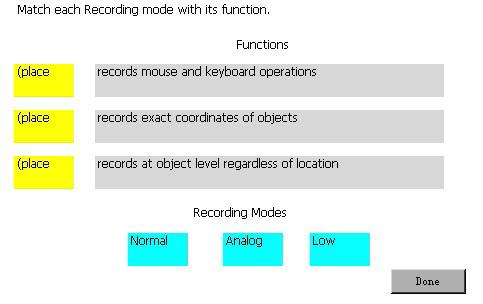 Match each Recording mode with its function.
Functions
(place records mouse and keyboard operations
(place records exact coordinates of objects
(place records at object level regardless of location
Recording Modes
Normal Analog Low
Done